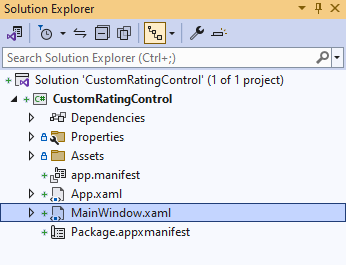 Solution Explorer
Search Solution Explorer (Ctrl+;)
Solution 'CustomRatingControl' (1 of 1 project)
C# CustomRatingControl
Dependencies
Properties
Assets
app.manifest
App.xaml
MainWindow.xaml
Package.appxmanifest